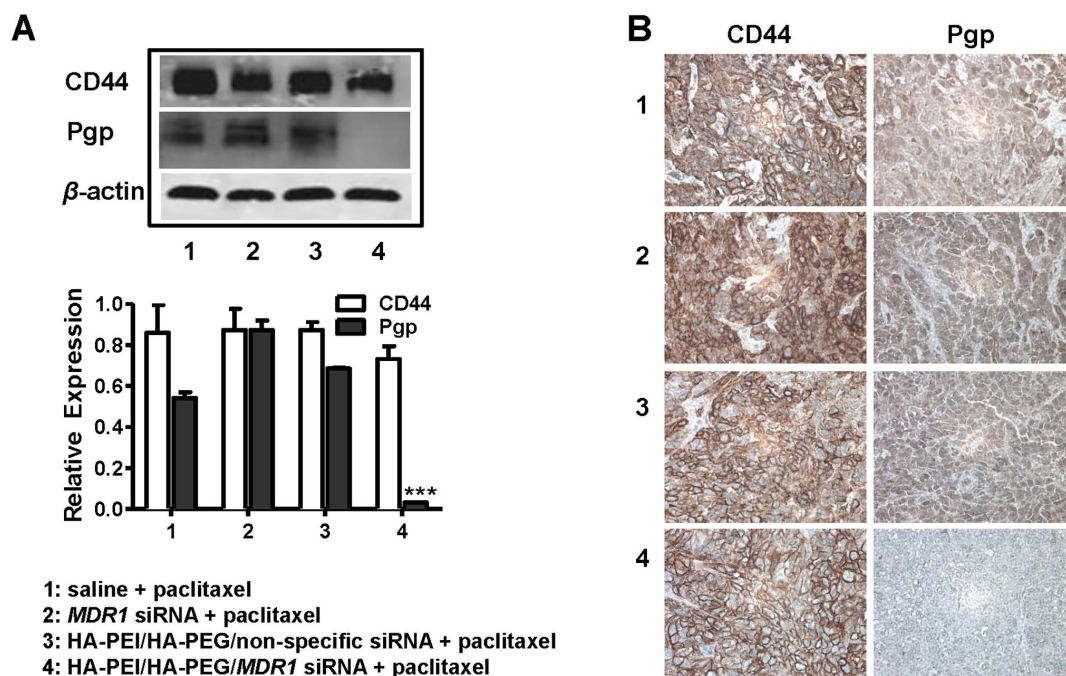 A
CD44
Pgp
β-actin
1 2 3 4
Relative Expression
1.0
0.8
0.6
0.8
0.2
0.0
CD44
Pgp
***
1 2 3 4
1: saline + paclitaxel
2: MDR1 siRNA + paclitaxel
3: HA-PEI/HA-PEG/non-specific siRNA + paclitaxel
4: HA-PEI/HA-PEG/MDR1 siRNA + paclitaxel
B
CD44 Pgp
1
2
3
4